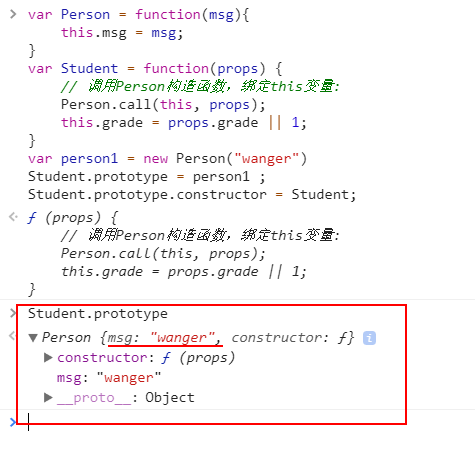 > var Person = function(msg){
this.msg = msg;
}
var Student = function(props) {
// 调用Person构造函数，绑定this变量:
Person.call(this, props);
this.grade = props.grade || 1;
}
var person1 = new Person("wanger")
Student.prototype = person1 ;
Student.prototype.constructor = Student;
ƒ (props) {
// 调用Person构造函数，绑定this变量:
Person.call(this, props);
this.grade = props.grade || 1;
}
> Student.prototype
▼Person {msg: "wanger", constructor: ƒ} i
▶constructor: ƒ (props)
msg: "wanger"
▶__proto__: Object
>